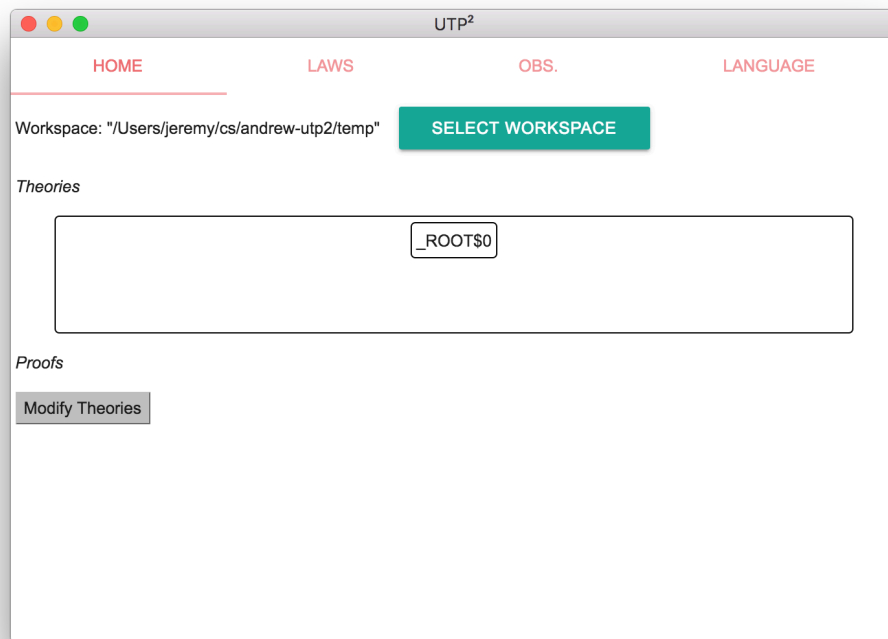 UTP²
HOME LAWS OBS. LANGUAGE
Workspace: "/Users/jeremy/cs/andrew-utp2/temp" SELECT WORKSPACE
Theories
_ROOT$0
Proofs
Modify Theories